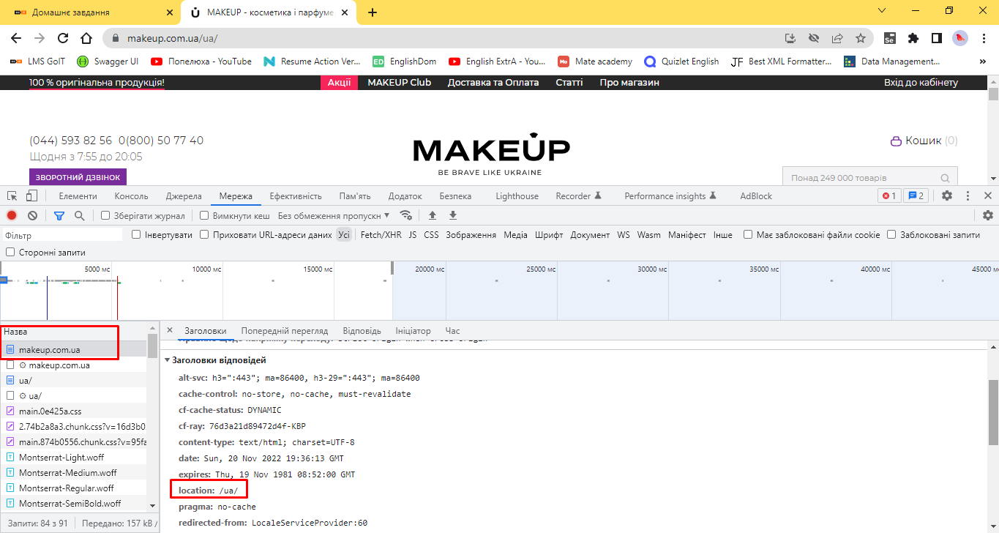 Домашнє завдання
MAKEUP - косметика і парфуме
makeup.com.ua/ua/
LMS GoIT
Swagger UI
Попелюха - YouTube
Resume Action Ver...
EnglishDom
English ExtrA - You...
Mate academy
Quizlet English
Best XML Formatter...
Data Management...
100 % оригінальна продукція!
Акції
MAKEUP Club
Доставка та Оплата
Статті
Про магазин
Вхід до кабінету
(044) 593 82 56 0(800) 50 77 40
Щодня з 7:55 до 20:05
ЗВОРОТНИЙ ДЗВІНОК
MAKEUP
BE BRAVE LIKE UKRAINE
Кошик (0)
Понад 249 000 товарів
Елементи
Консоль
Джерела
Мережа
Ефективність
Пам'ять
Додаток
Безпека
Lighthouse
Recorder
Performance insights
AdBlock
1
2
Зберігати журнал
Вимкнути кеш
Без обмеження пропускн
Фільтр
Інвертувати
Приховати URL-адреси даних
Усі
Fetch/XHR
JS
CSS
Зображення
Медіа
Шрифт
Документ
WS
Wasm
Маніфест
Інше
Має заблоковані файли cookie
Заблоковані запити
Сторонні запити
5000 мс
10000 мс
15000 мс
20000 мс
25000 мс
30000 мс
35000 мс
40000 мс
45000 м
Назва
makeup.com.ua
makeup.com.ua
ua/
ua/
main.0e425a.css
2.74b2a8a3.chunk.css?v=16d3b0
main.874b0556.chunk.css?v=95fa
Montserrat-Light.woff
Montserrat-Medium.woff
Montserrat-Regular.woff
Montserrat-SemiBold.woff
Запити: 84 з 91
Передано: 157 kB /
Заголовки
Попередній перегляд
Відповідь
Ініціатор
Час
Заголовки відповідей
alt-svc: h3=":443"; ma=86400, h3-29=":443"; ma=86400
cache-control: no-store, no-cache, must-revalidate
cf-cache-status: DYNAMIC
cf-ray: 76d3a21d89472d4f-KBP
content-type: text/html; charset=UTF-8
date: Sun, 20 Nov 2022 19:36:13 GMT
expires: Thu, 19 Nov 1981 08:52:00 GMT
location: /ua/
pragma: no-cache
redirected-from: LocaleServiceProvider:60